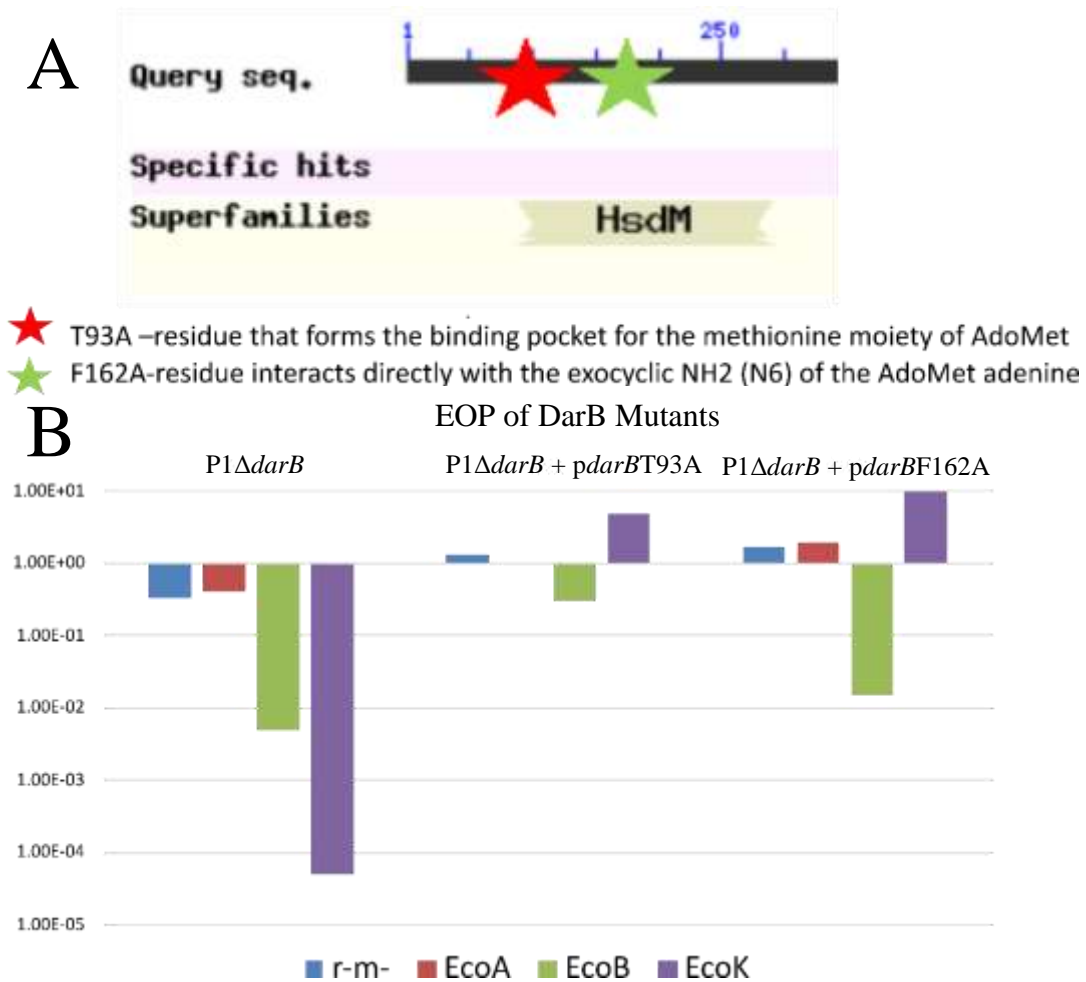 A
1 250
Query seq.
Specific hits
Superfamilies HsdM
T93A –residue that forms the binding pocket for the methionine moiety of AdoMet
F162A-residue interacts directly with the exocyclic NH2 (N6) of the AdoMet adenine
B
EOP of DarB Mutants
P1ΔdarB P1ΔdarB + pdarBT93A P1ΔdarB + pdarBF162A
1.00E+01
1.00E+00
1.00E-01
1.00E-02
1.00E-03
1.00E-04
1.00E-05
r-m- EcoA EcoB EcoK